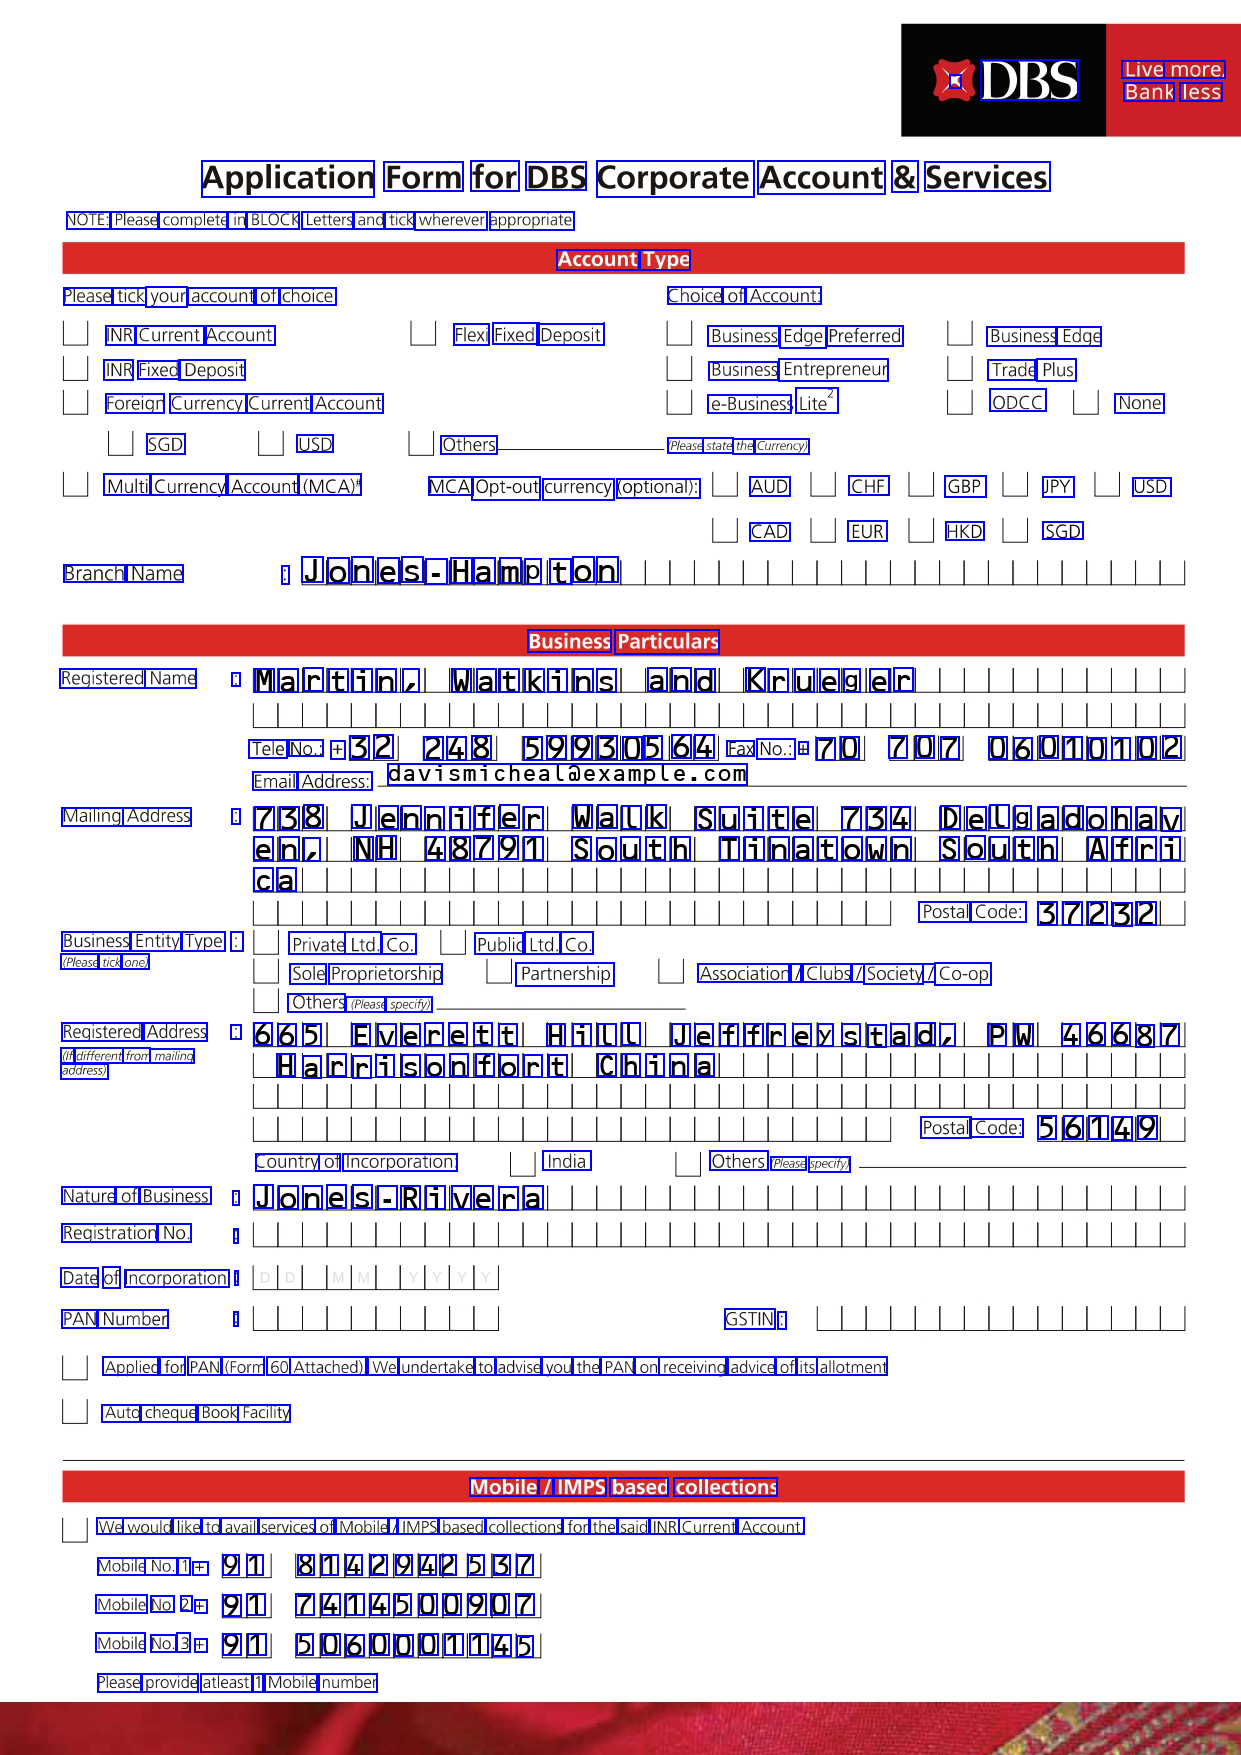 DBS Live more, Bank less
Application Form for DBS Corporate Account & Services
NOTE: Please complete in BLOCK Letters and tick wherever appropriate
Account Type
Please tick your account of choice Choice of Account:
INR Current Account Flexi Fixed Deposit Business Edge Preferred Business Edge
INR Fixed Deposit Business Entrepreneur Trade Plus
Foreign Currency Current Account e-Business Lite2 ODCC None
SGD USD Others (Please state the Currency)
Multi Currency Account (MCA)# MCA Opt-out currency (optional): AUD CHF GBP JPY USD
CAD EUR HKD SGD
Branch Name : Jones-Hampton
Business Particulars
Registered Name : Martin, Watkins and Krueger
Tele No.: +32 248 59930564 Fax No.: +70 707 06010102
Email Address: davismicheal@example.com
Mailing Address : 738 Jennifer Walk Suite 734 Delgadohav
en, NH 48791 South Tinatown South Afri
ca
Postal Code: 37232
Business Entity Type : Private Ltd. Co. Public Ltd. Co.
(Please tick one)
Sole Proprietorship Partnership Association / Clubs / Society / Co-op
Others (Please specify)
Registered Address : 665 Everett Hill Jeffreystad, PW 46687
(If different from mailing address) Harrisonfort China
Postal Code: 56149
Country of Incorporation: India Others (Please specify)
Nature of Business : Jones-Rivera
Registration No. :
Date of Incorporation : D D M M Y Y Y Y
PAN Number : GSTIN :
Applied for PAN (Form 60 Attached). We undertake to advise you the PAN on receiving advice of its allotment
Auto cheque Book Facility
Mobile / IMPS based collections
We would like to avail services of Mobile / IMPS based collections for the said INR Current Account.
Mobile No. 1 + 91 8142942537
Mobile No. 2 + 91 7414500907
Mobile No. 3 + 91 5060001145
Please provide atleast 1 Mobile number